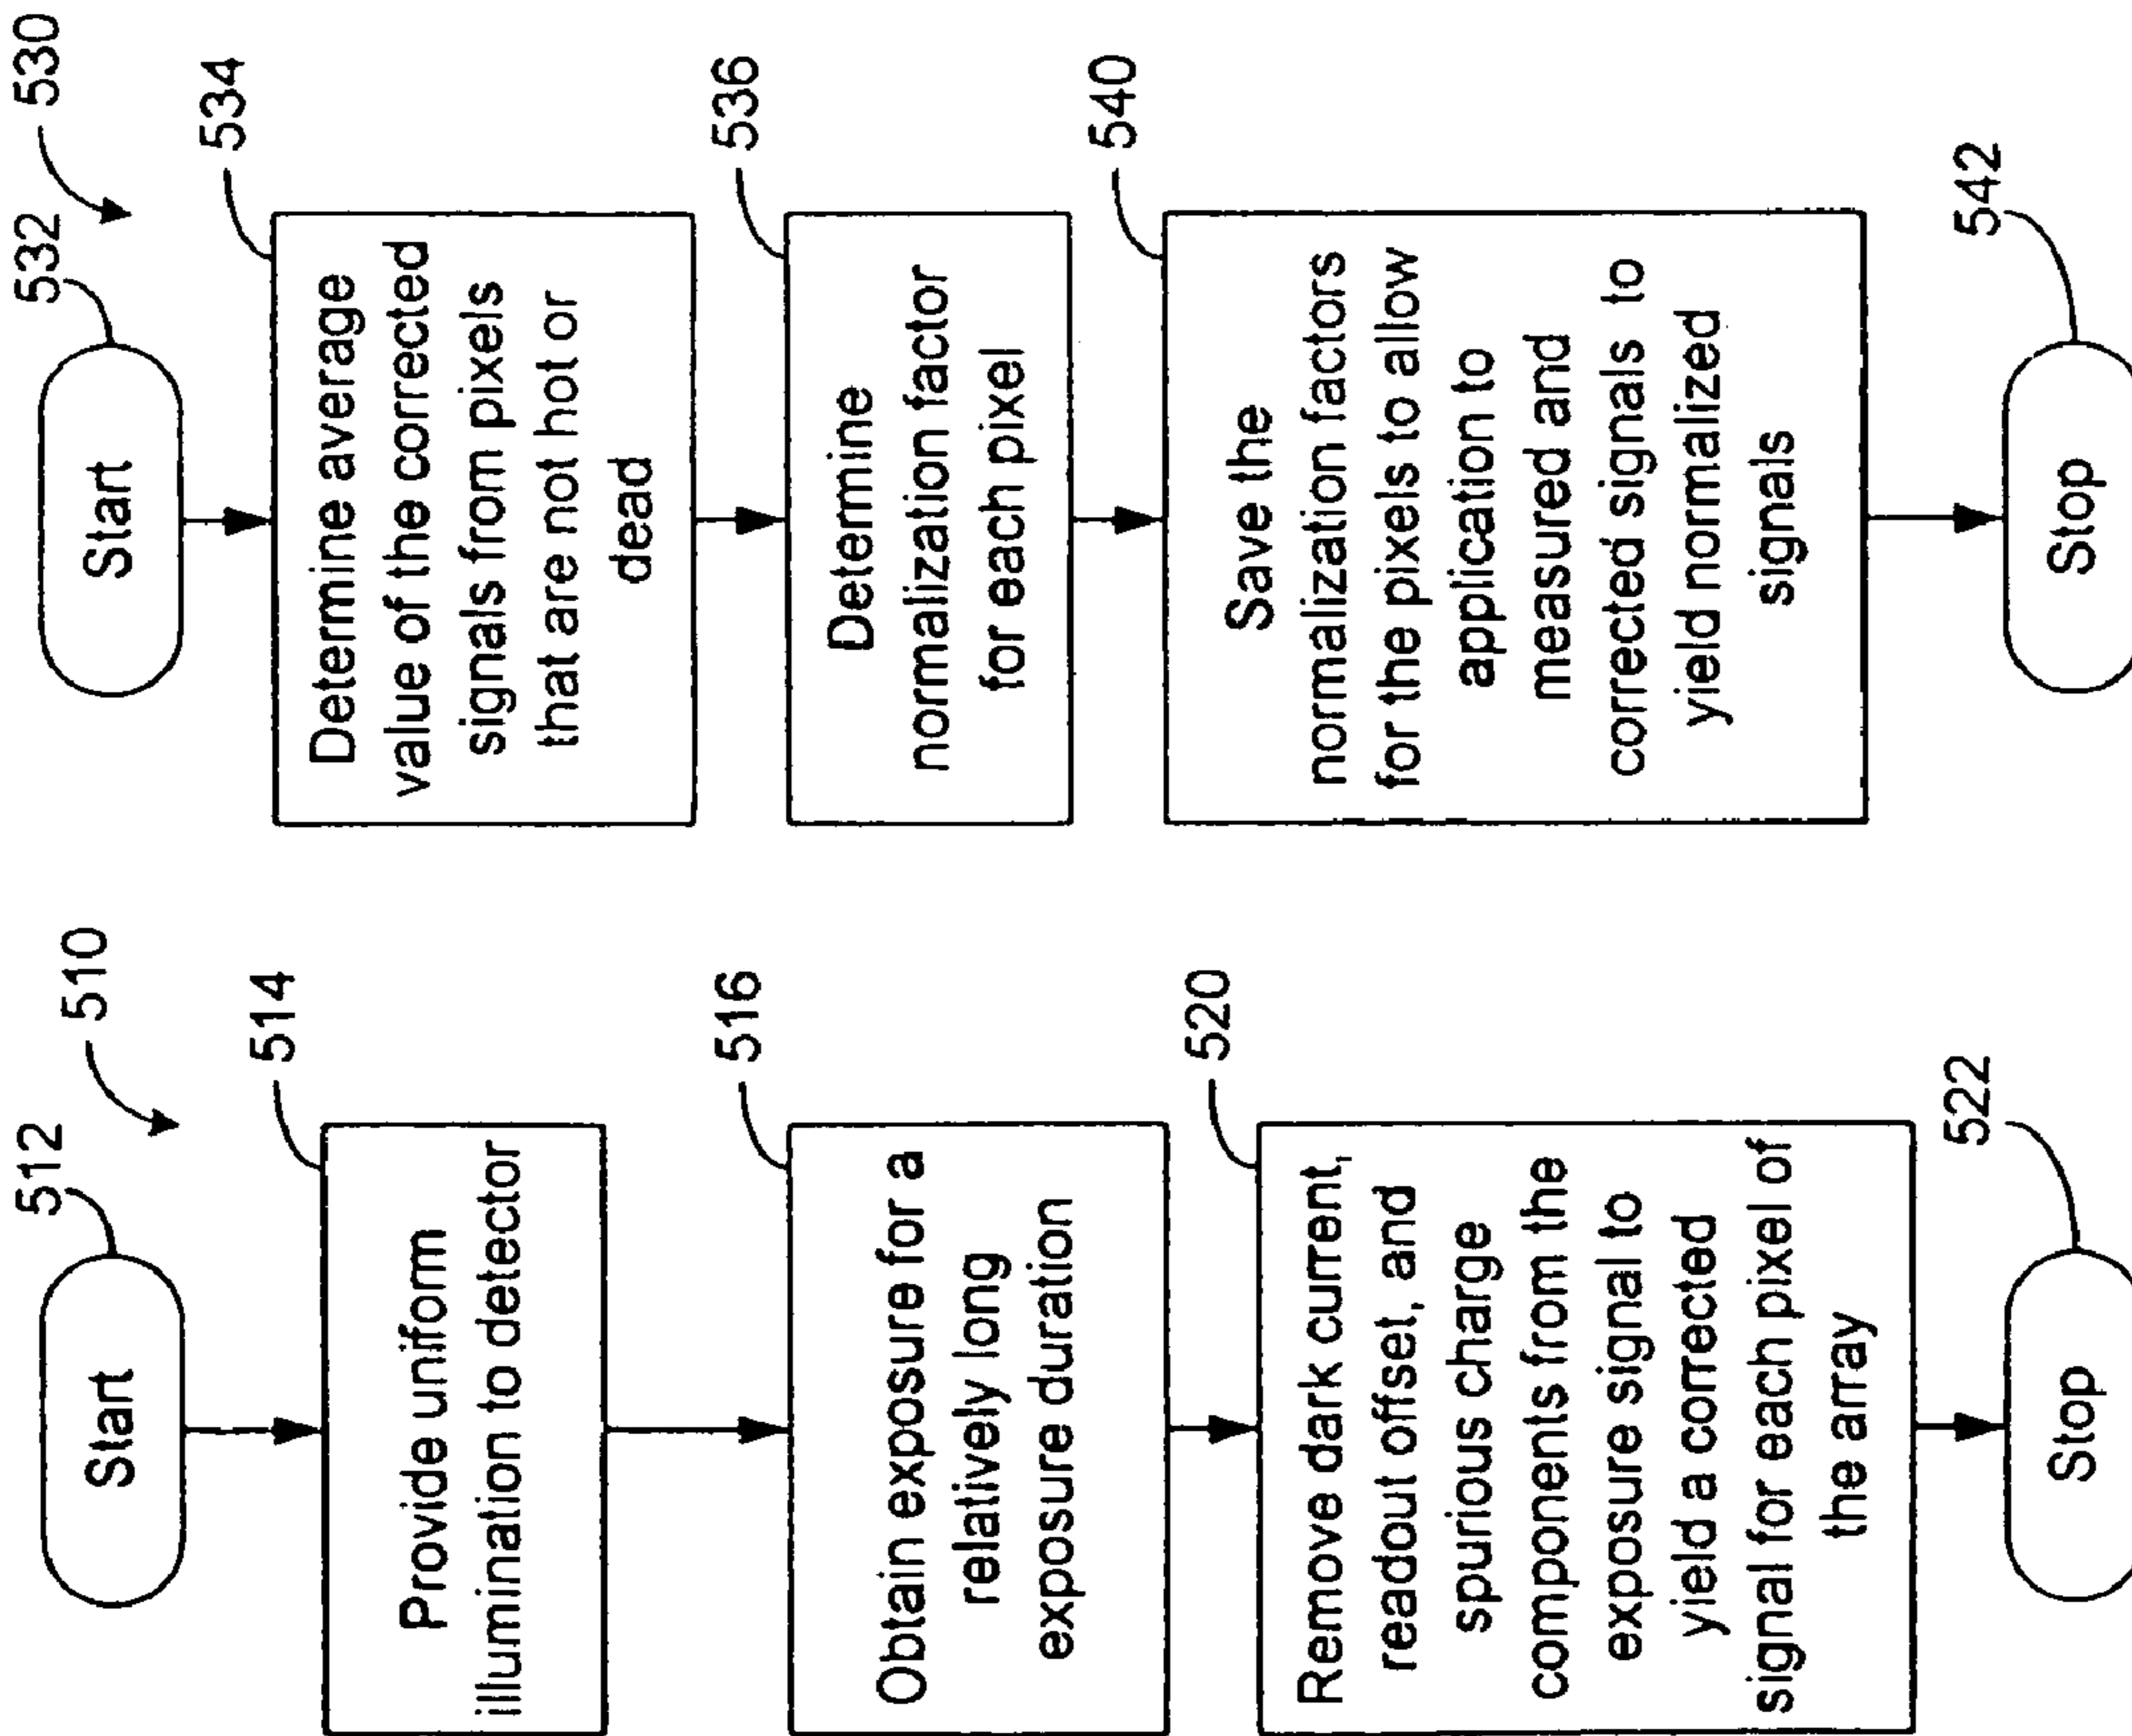 510
512
Start
514
Provide uniform
illumination to detector
516
Obtain exposure for a
relatively long
exposure duration
520
Remove dark current,
readout offset, and
spurious charge
components from the
exposure signal to
yield a corrected
signal for each pixel of
the array
522
Stop
530
532
Start
534
Determine average
value of the corrected
signals from pixels
that are not hot or
dead
536
Determine
normalization factor
for each pixel
540
Save the
normalization factors
for the pixels to allow
application to
measured and
corrected signals to
yield normalized
signals
542
Stop